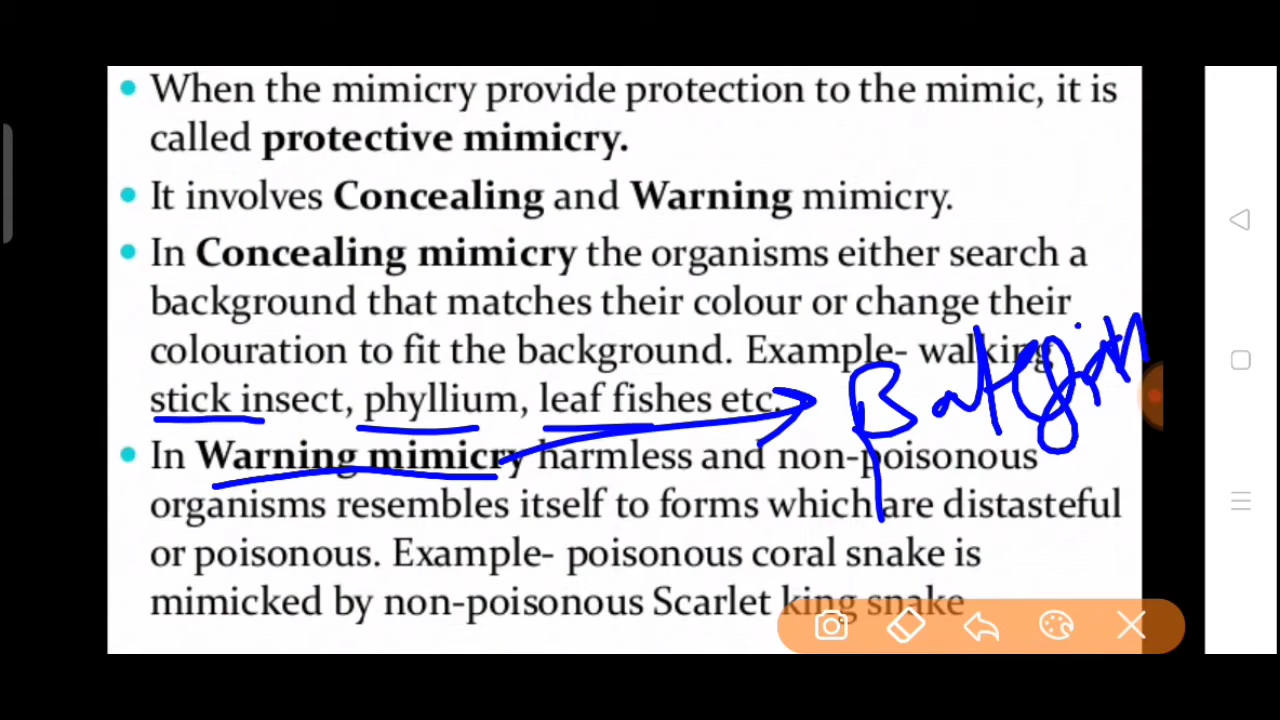 When the mimicry provide protection to the mimic, it is
called protective mimicry.
It involves Concealing and Warning mimicry.
In Concealing mimicry the organisms either search a
background that matches their colour or change their
colouration to fit the background. Example- walking
stick insect, phyllium, leaf fishes etc.
In Warning mimicry harmless and non-poisonous
organisms resembles itself to forms which are distasteful
or poisonous. Example- poisonous coral snake is
mimicked by non-poisonous Scarlet king snake